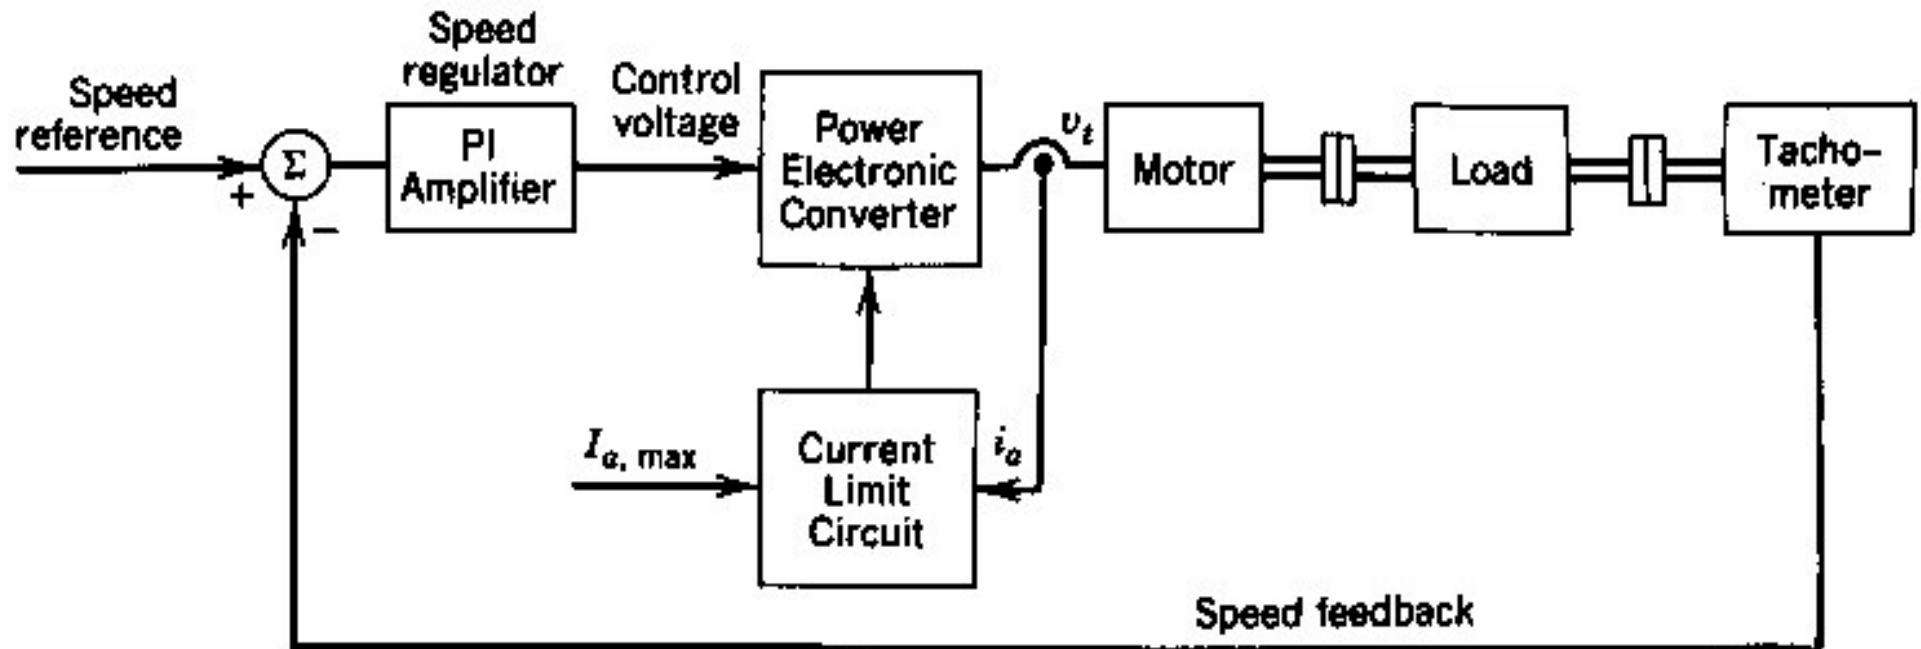 Speed
reference
+
Σ
−
Speed
regulator
PI
Amplifier
Control
voltage
Power
Electronic
Converter
v_t
Motor
Load
Tacho-
meter
I_a, max
Current
Limit
Circuit
i_a
Speed feedback